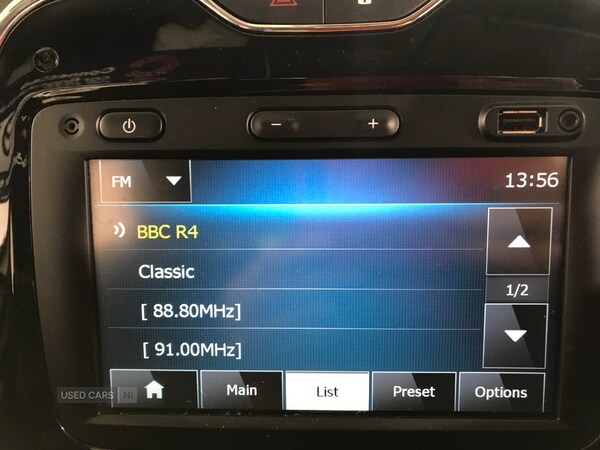 FM
13:56
BBC R4
Classic
[ 88.80MHz]
[ 91.00MHz]
1/2
Main
List
Preset
Options
USED CARS NI